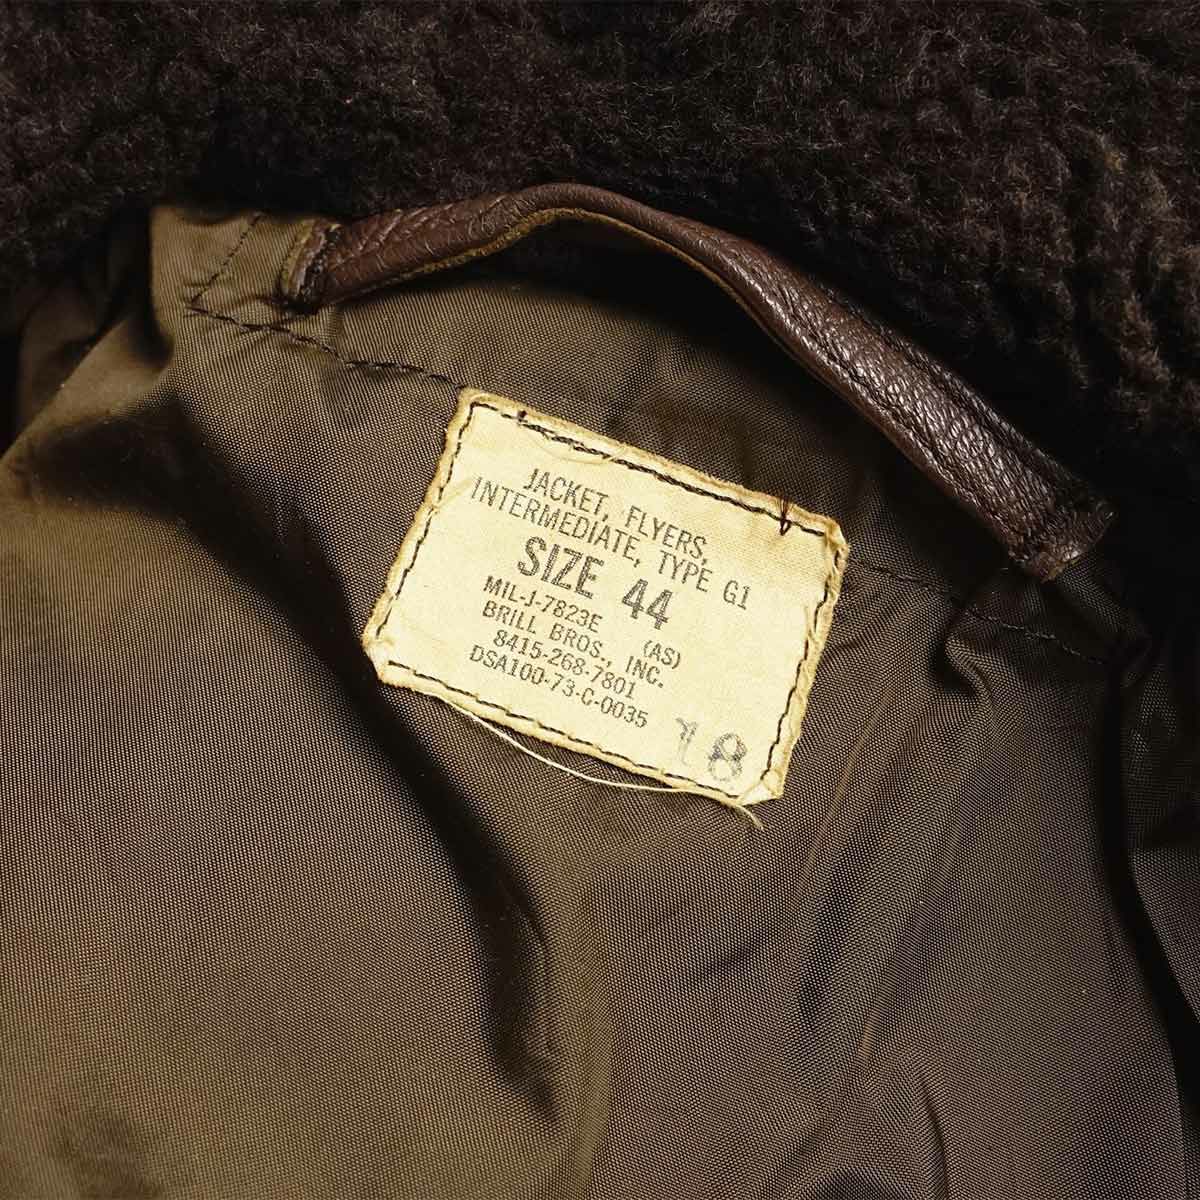 JACKET, FLYERS,
INTERMEDIATE, TYPE G1
SIZE 44
MIL-J-7823E (AS)
BRILL BROS., INC.
8415-268-7801
DSA100-73-C-0035
18